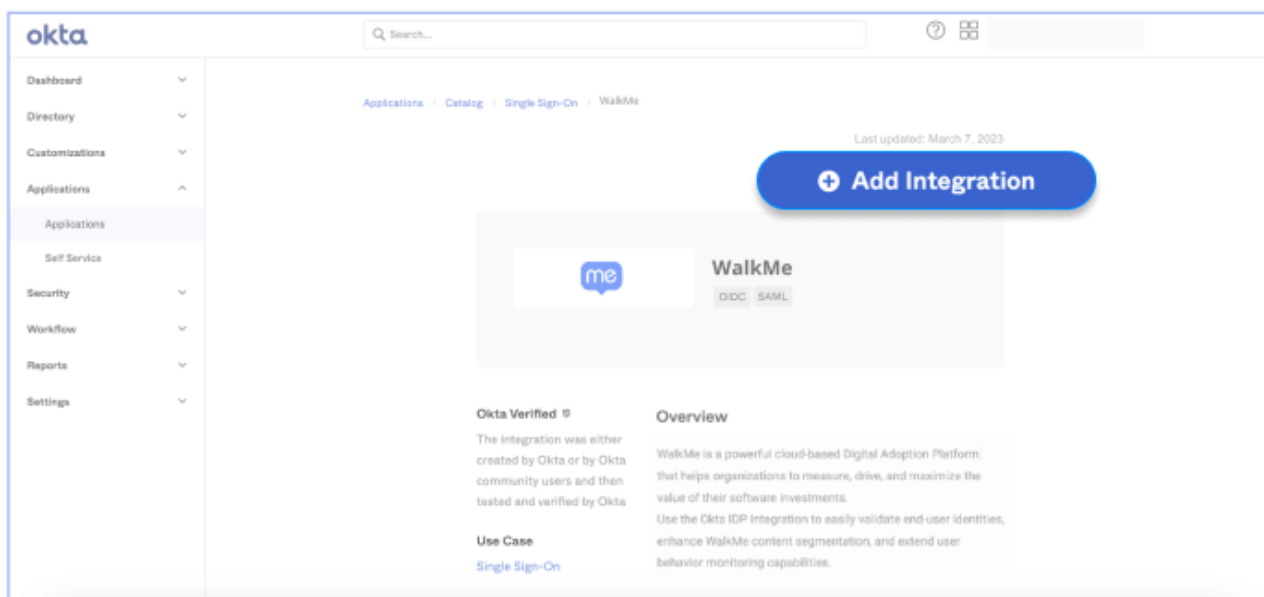 okta
Search...
Dashboard
Directory
Customizations
Applications
Applications
Self Service
Security
Workflow
Reports
Settings
Applications > Catalog > Single Sign-On > WalkMe
Last updated: March 7, 2023
Add Integration
me
WalkMe
OIDC SAML
Okta Verified
The integration was either
created by Okta or by Okta
community users and then
tested and verified by Okta
Use Case
Single Sign-On
Overview
WalkMe is a powerful cloud-based Digital Adoption Platform
that helps organizations to measure, drive, and maximize the
value of their software investments.
Use the Okta IDP Integration to easily validate end-user identities,
enhance WalkMe content segmentation, and extend user
behavior monitoring capabilities.